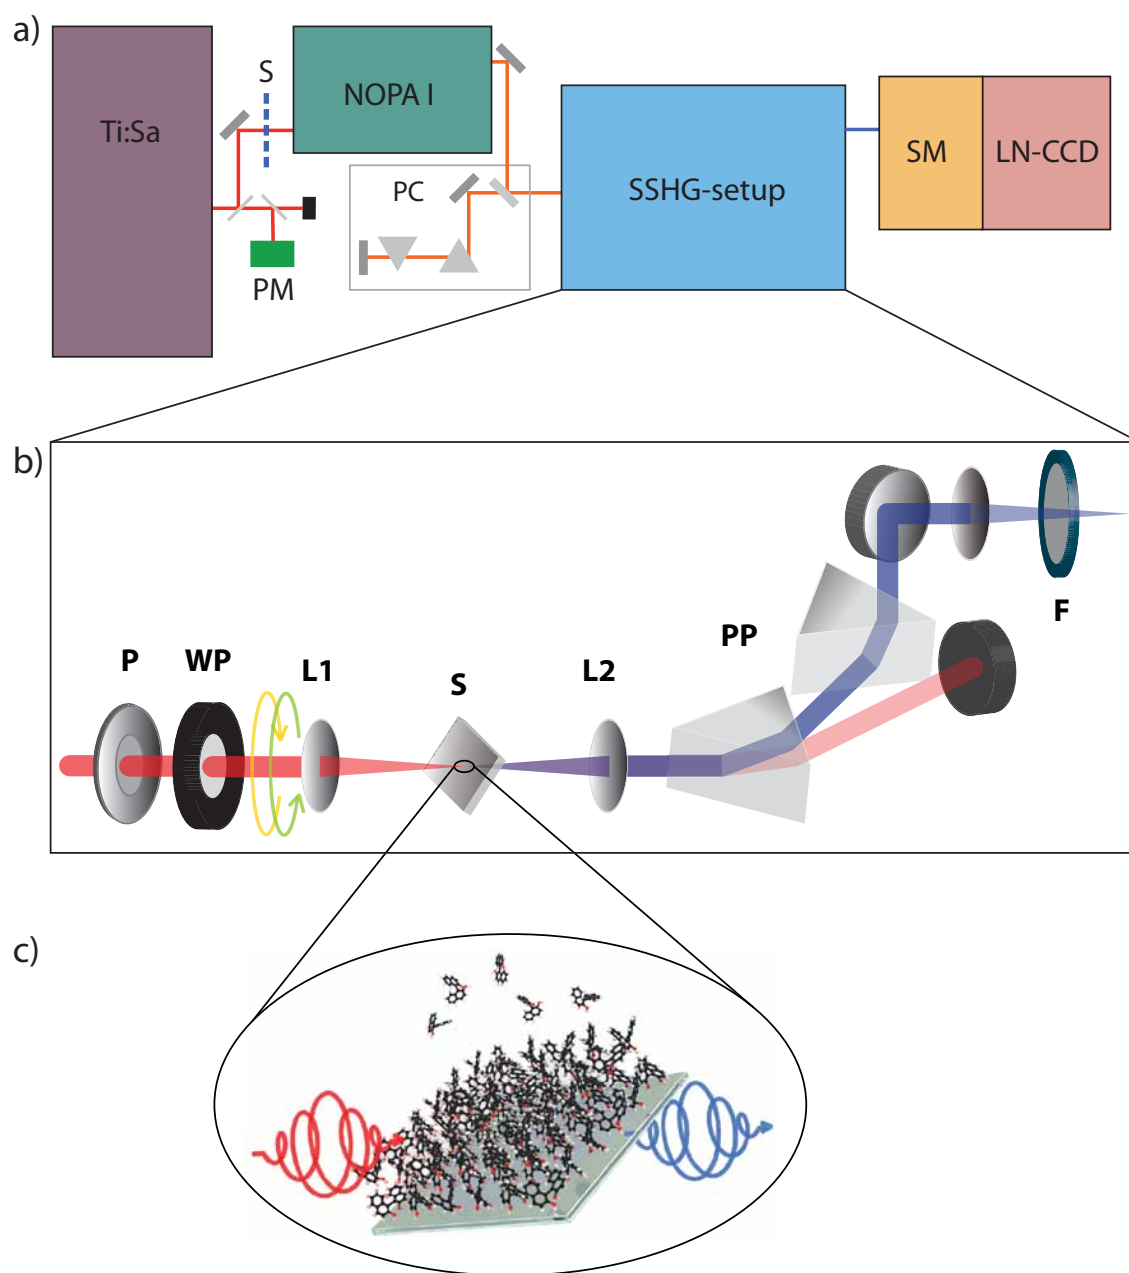 a)
Ti:Sa
S
NOPA I
PM
PC
SSHG-setup
SM
LN-CCD
b)
P
WP
L1
S
L2
PP
F
c)